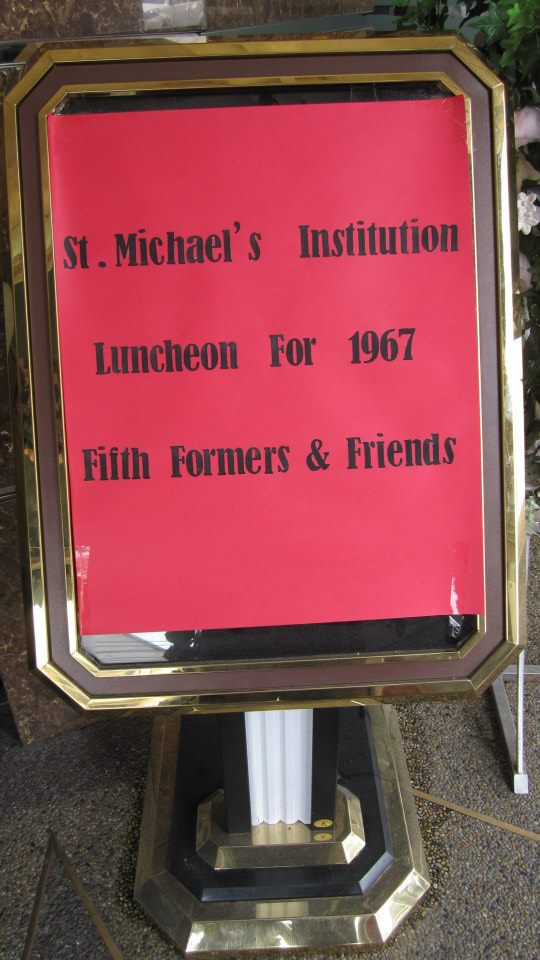 St. Michael's Institution
Luncheon For 1967
Fifth Formers & Friends